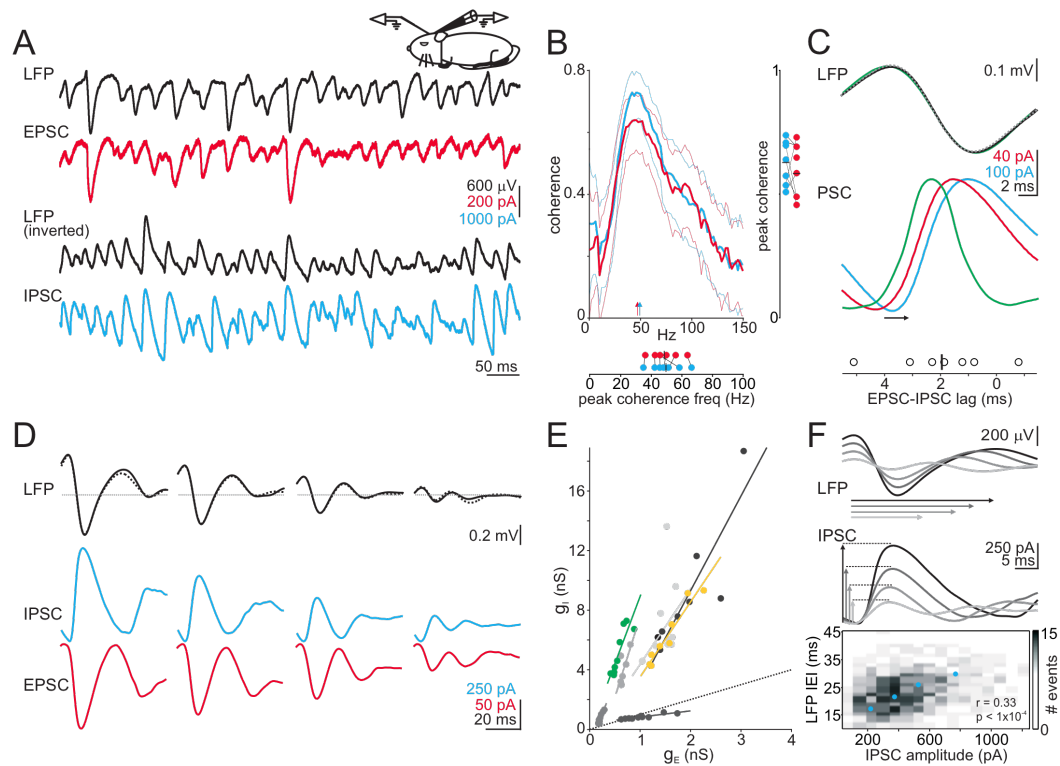 A
LFP
EPSC
600 µV
200 pA
1000 pA
LFP
(inverted)
IPSC
50 ms
B
0.8
0.4
0
coherence
0 50 100 150
Hz
1
0
peak coherence
0 20 40 60 80 100
peak coherence freq (Hz)
C
LFP
0.1 mV
40 pA
100 pA
2 ms
PSC
4 2 0
EPSC-IPSC lag (ms)
D
LFP
0.2 mV
IPSC
EPSC
250 pA
50 pA
20 ms
E
16
12
8
4
0
gI (nS)
0 1 2 3 4
gE (nS)
F
200 µV
LFP
IPSC
250 pA
5 ms
45
35
25
15
LFP IEI (ms)
r = 0.33
p < 1x10-4
15
0
# events
200 600 1000
IPSC amplitude (pA)